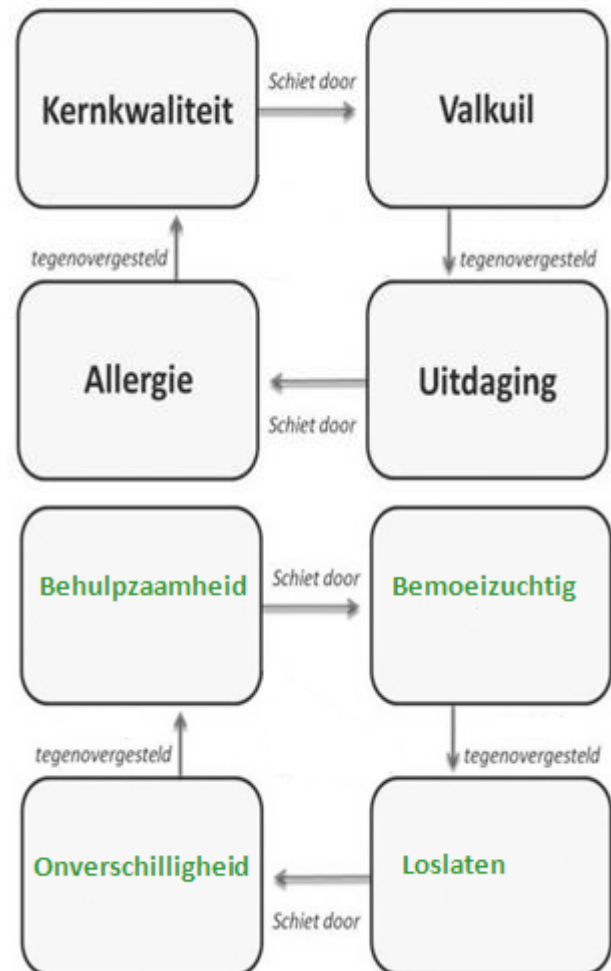 Schiet door
Kernkwaliteit
Valkuil
tegenovergesteld
tegenovergesteld
Allergie
Uitdaging
Schiet door
Behulpzaamheid
Schiet door
Bemoeizuchtig
tegenovergesteld
tegenovergesteld
Onverschilligheid
Loslaten
Schiet door